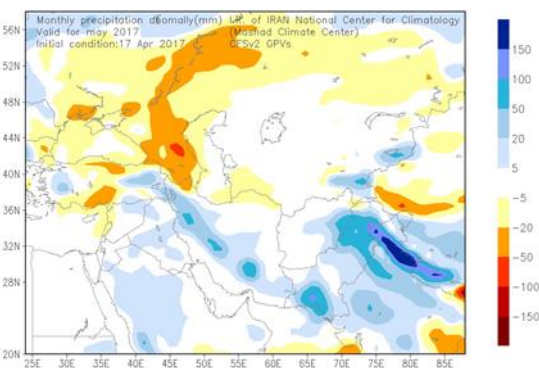 Monthly precipitation deomally(mm) I.R. of IRAN National Center for Climatology
Valid for may 2017 (Mashad Climate Center)
Initial condition:17 Apr 2017 CFSv2 GPVs
56N
52N
48N
44N
40N
36N
32N
28N
20N
25E 30E 35E 40E 45E 50E 55E 60E 65E 70E 75E 80E 85E
150
100
50
20
5
-5
-20
-50
-100
-150